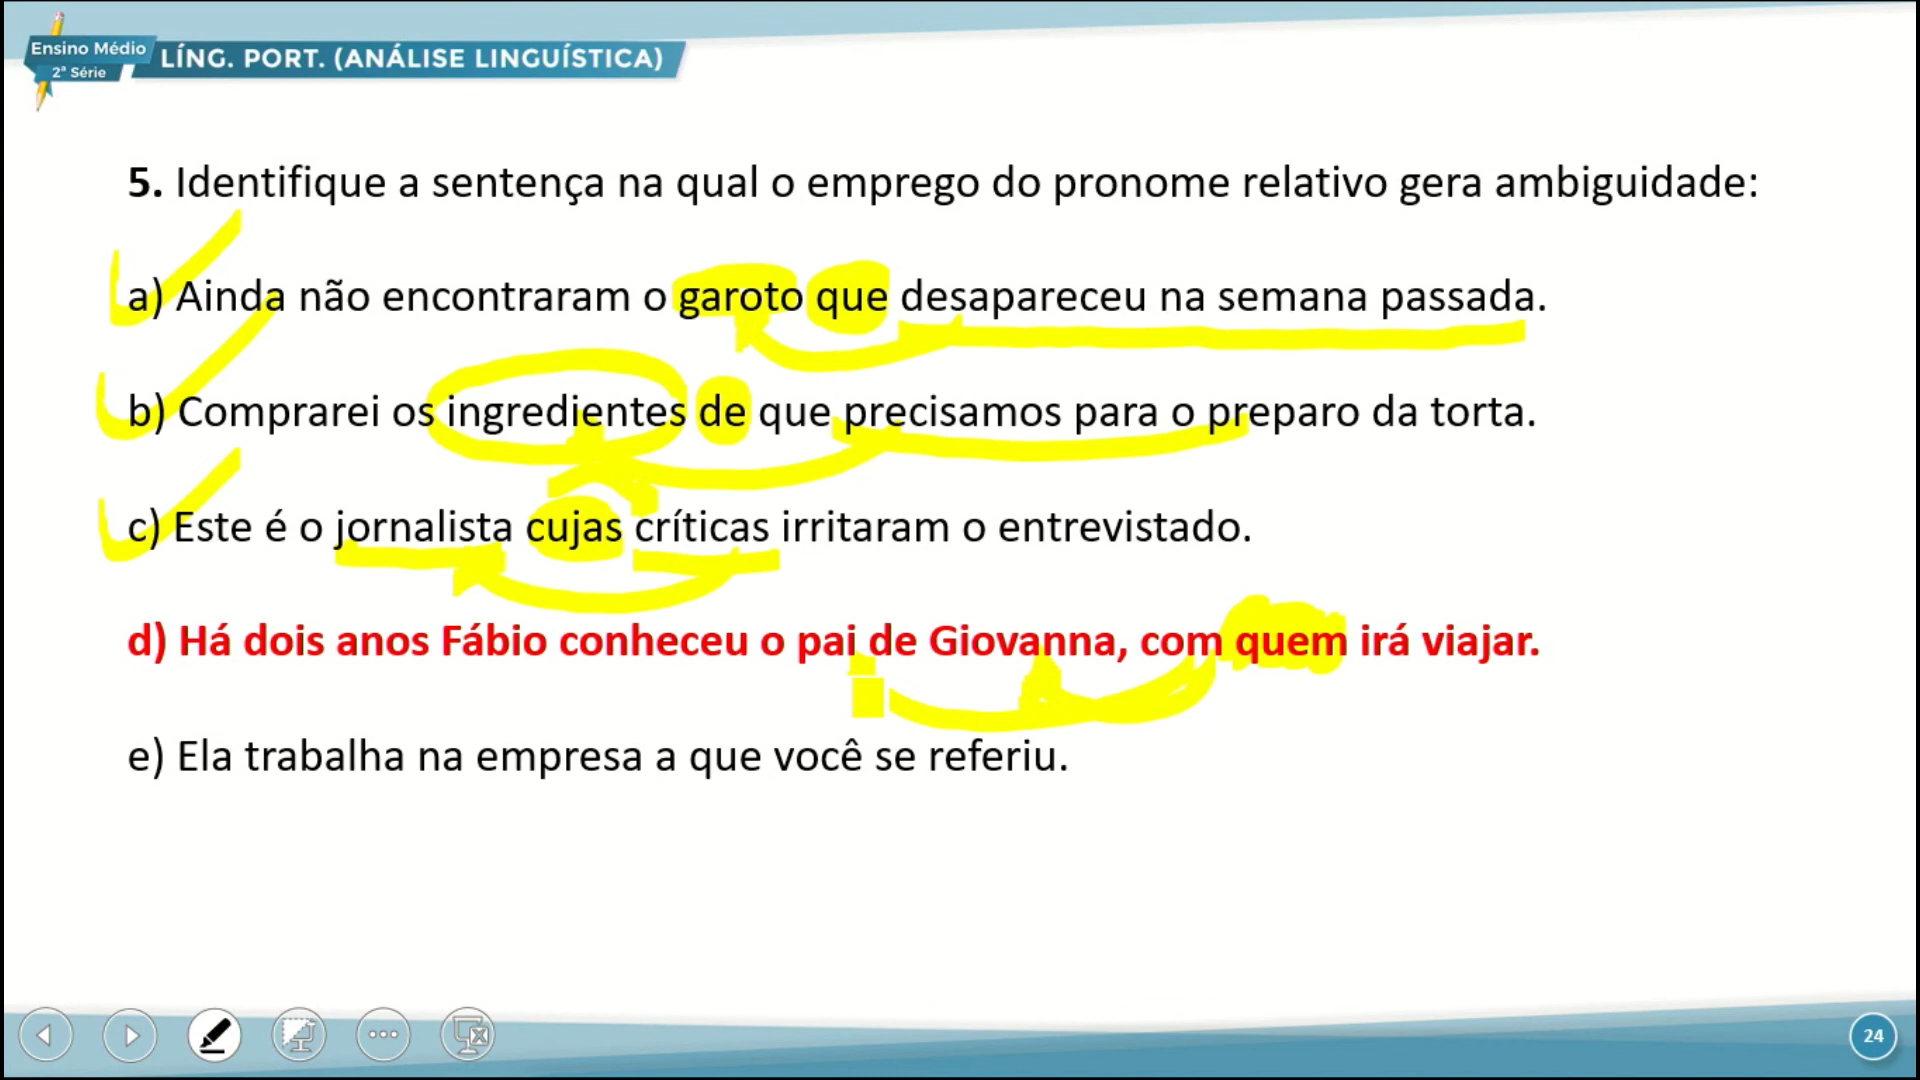 Ensino Médio
2ª Série
LÍNG. PORT. (ANÁLISE LINGUÍSTICA)
5. Identifique a sentença na qual o emprego do pronome relativo gera ambiguidade:
a) Ainda não encontraram o garoto que desapareceu na semana passada.
b) Comprarei os ingredientes de que precisamos para o preparo da torta.
c) Este é o jornalista cujas críticas irritaram o entrevistado.
d) Há dois anos Fábio conheceu o pai de Giovanna, com quem irá viajar.
e) Ela trabalha na empresa a que você se referiu.
24